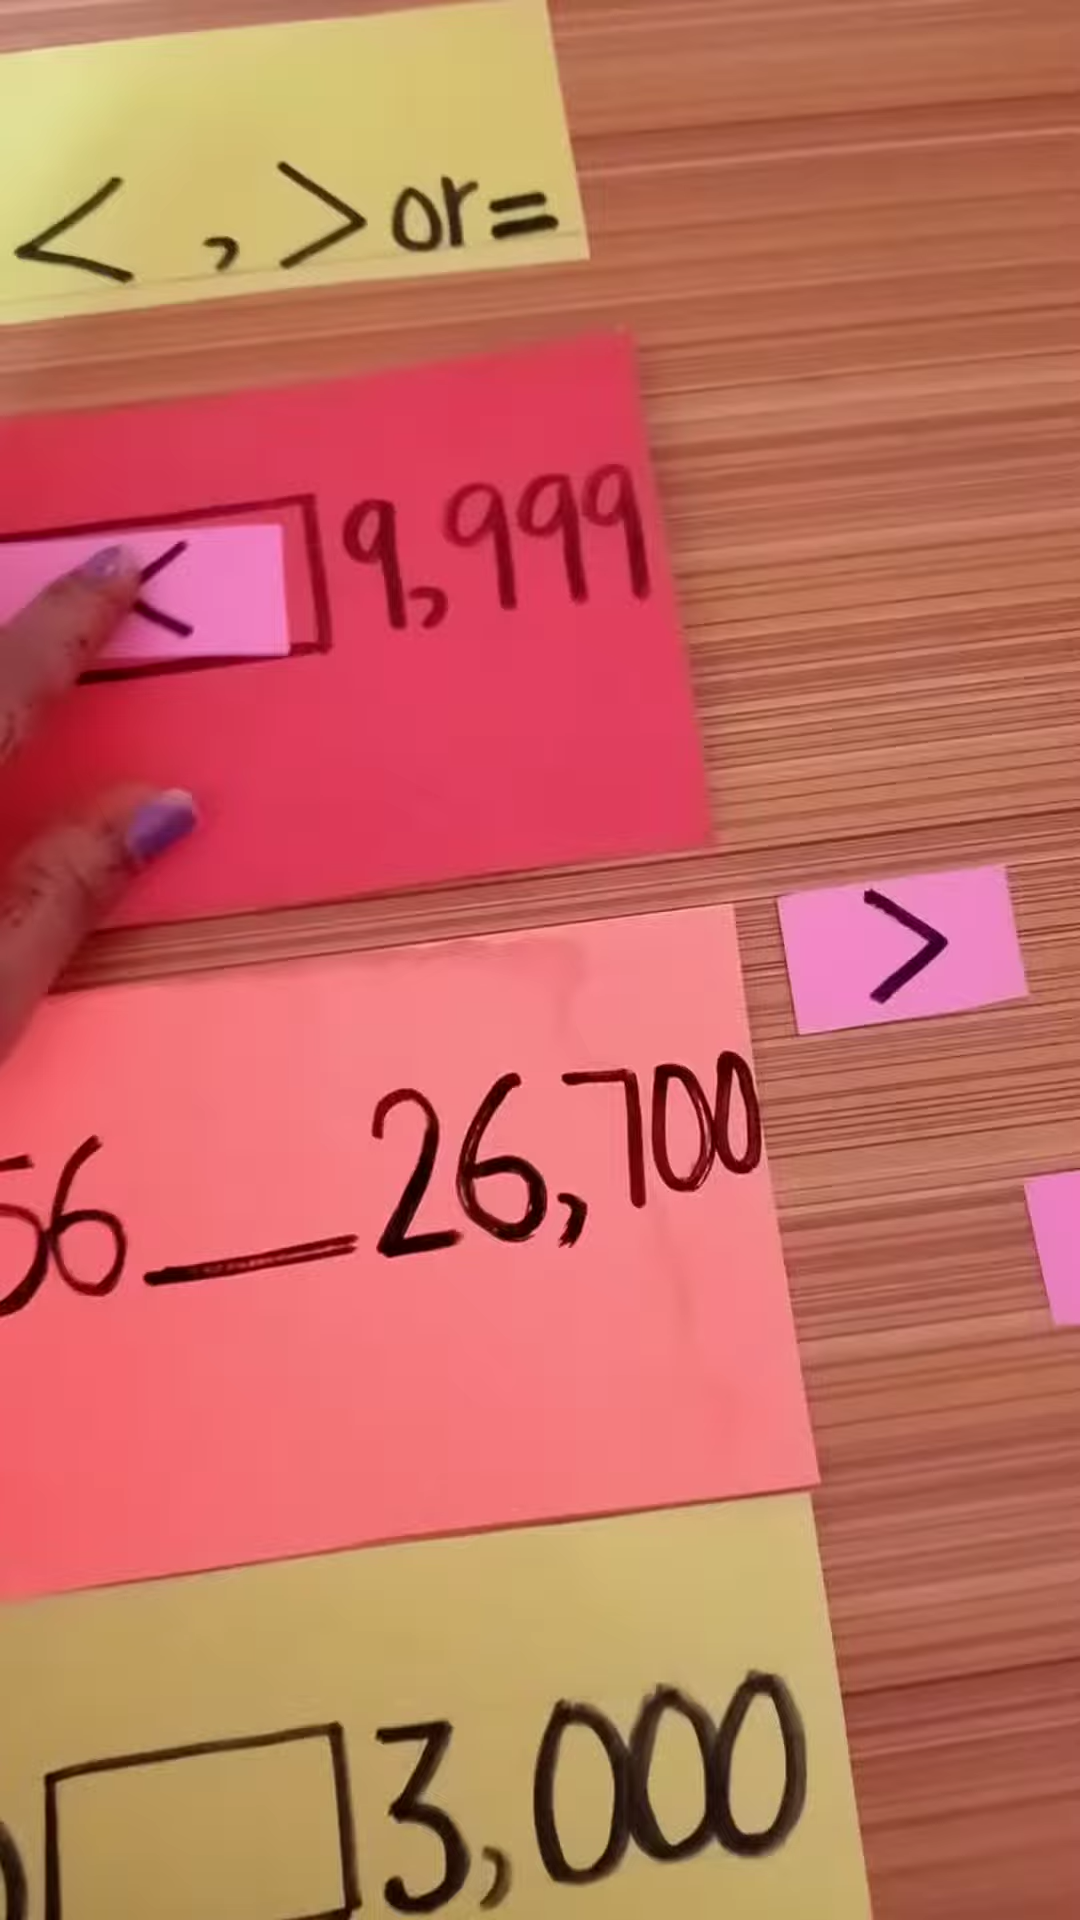 < , > or =
< 9,999
>
56 __ 26,700
3,000